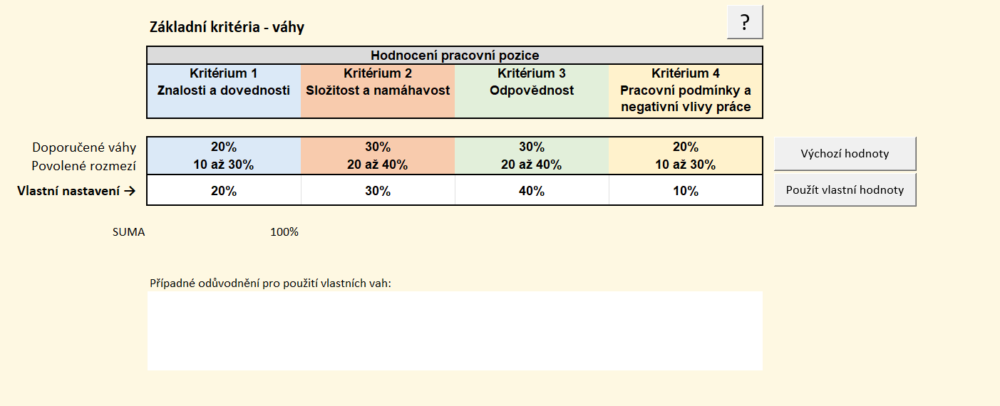 Základní kritéria - váhy
?
Hodnocení pracovní pozice
Kritérium 1 Kritérium 2 Kritérium 3 Kritérium 4
Znalosti a dovednosti Složitost a namáhavost Odpovědnost Pracovní podmínky a
negativní vlivy práce
Doporučené váhy 20% 30% 30% 20%
Výchozí hodnoty
Povolené rozmezí 10 až 30% 20 až 40% 20 až 40% 10 až 30%
Vlastní nastavení → 20% 30% 40% 10% Použít vlastní hodnoty
SUMA 100%
Případné odůvodnění pro použití vlastních vah: